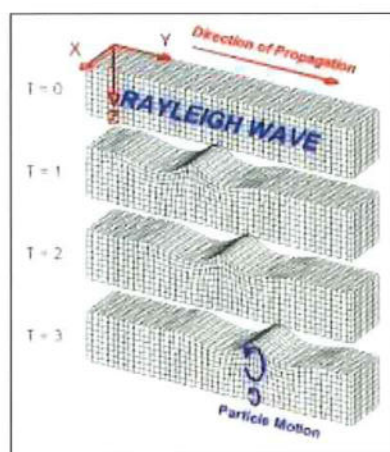 Direction of Propagation
X
Y
Z
T = 0
RAYLEIGH WAVE
T = 1
T = 2
T = 3
Particle Motion